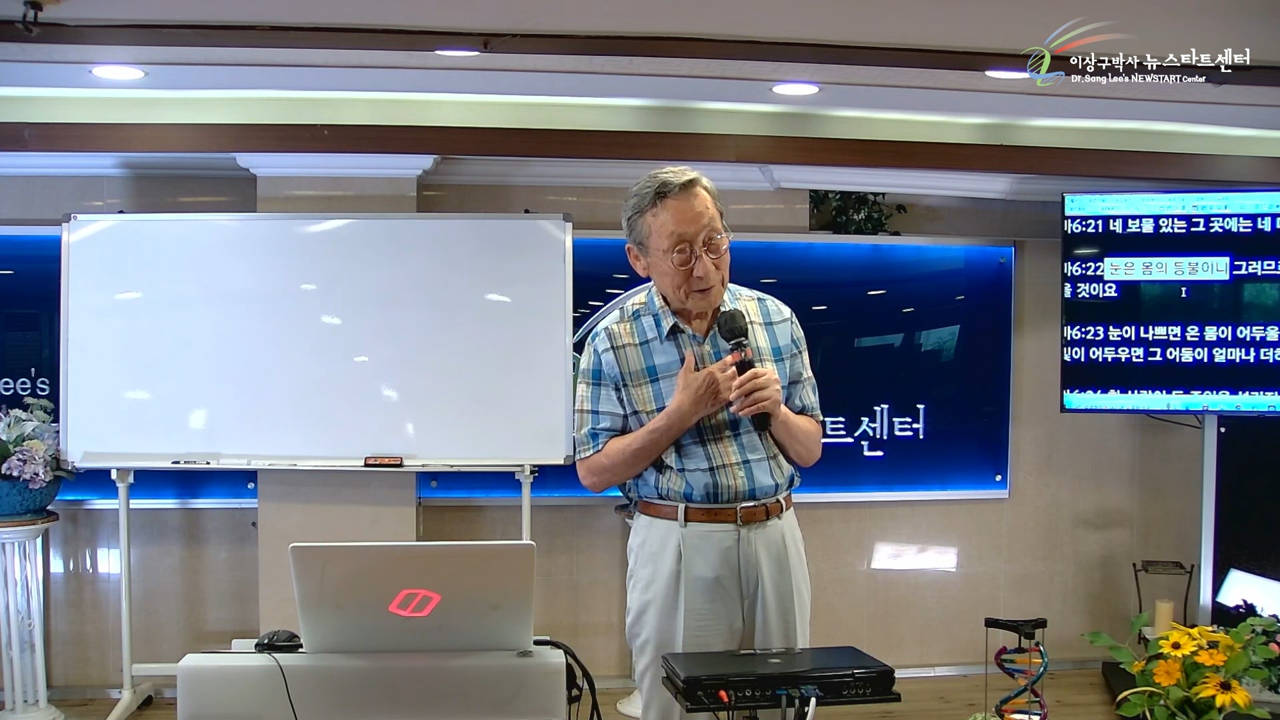 이상구박사 뉴스타트센터
Dr. Sang Lee's NEWSTART Center
마6:21 네 보물 있는 그 곳에는 네
마6:22 눈은 몸의 등불이니 그러므로
을 것이요
마6:23 눈이 나쁘면 온 몸이 어두울
빛이 어두우면 그 어둠이 얼마나 더하
ee's
트센터